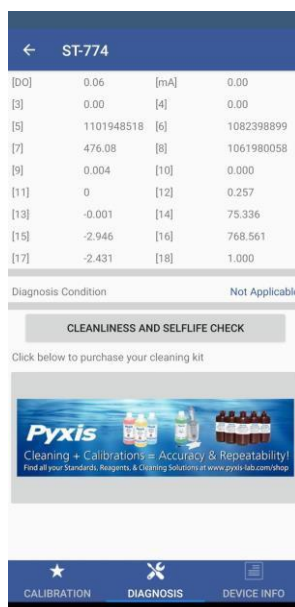 ST-774
[DO] 0.06 [mA] 0.00
[3] 0.00 [4] 0.00
[5] 1101948518 [6] 1082398899
[7] 476.08 [8] 1061980058
[9] 0.004 [10] 0.000
[11] 0 [12] 0.257
[13] -0.001 [14] 75.336
[15] -2.946 [16] 768.561
[17] -2.431 [18] 1.000
Diagnosis Condition Not Applicable
CLEANLINESS AND SELFLIFE CHECK
Click below to purchase your cleaning kit
Pyxis
Cleaning + Calibrations = Accuracy & Repeatability!
Find all your Standards, Reagents, & Cleaning Solutions at www.pyxis-lab.com/shop
CALIBRATION DIAGNOSIS DEVICE INFO